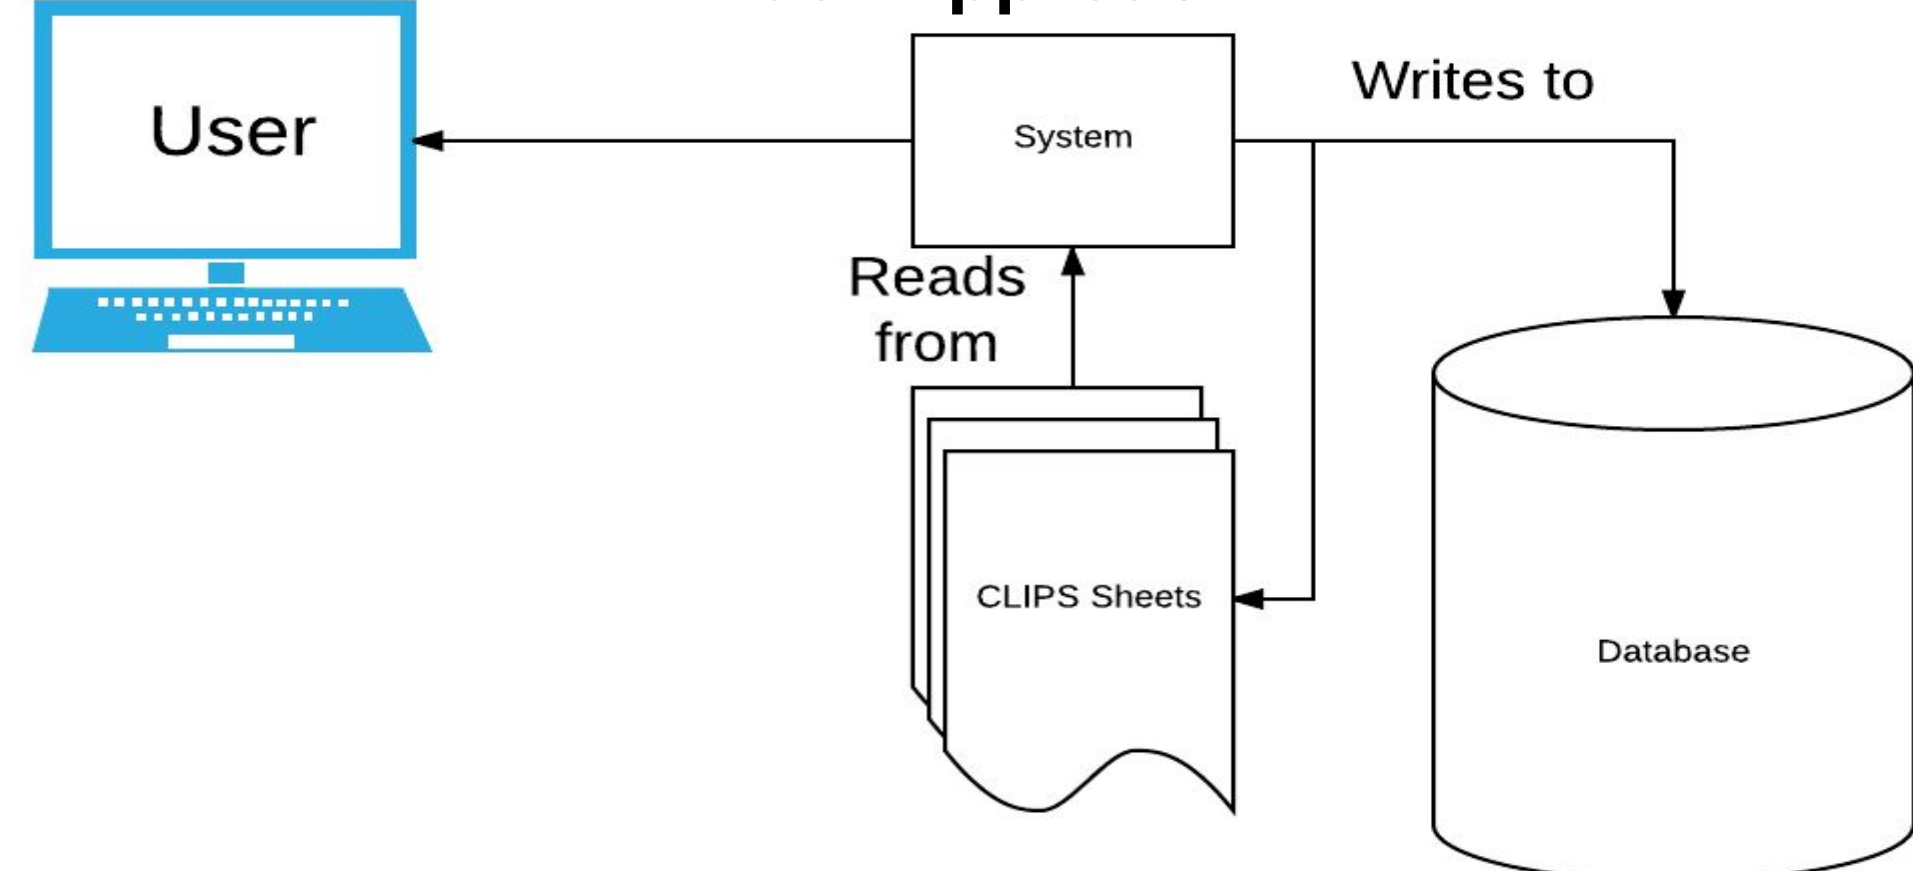 User
System
Writes to
Reads
from
CLIPS Sheets
Database